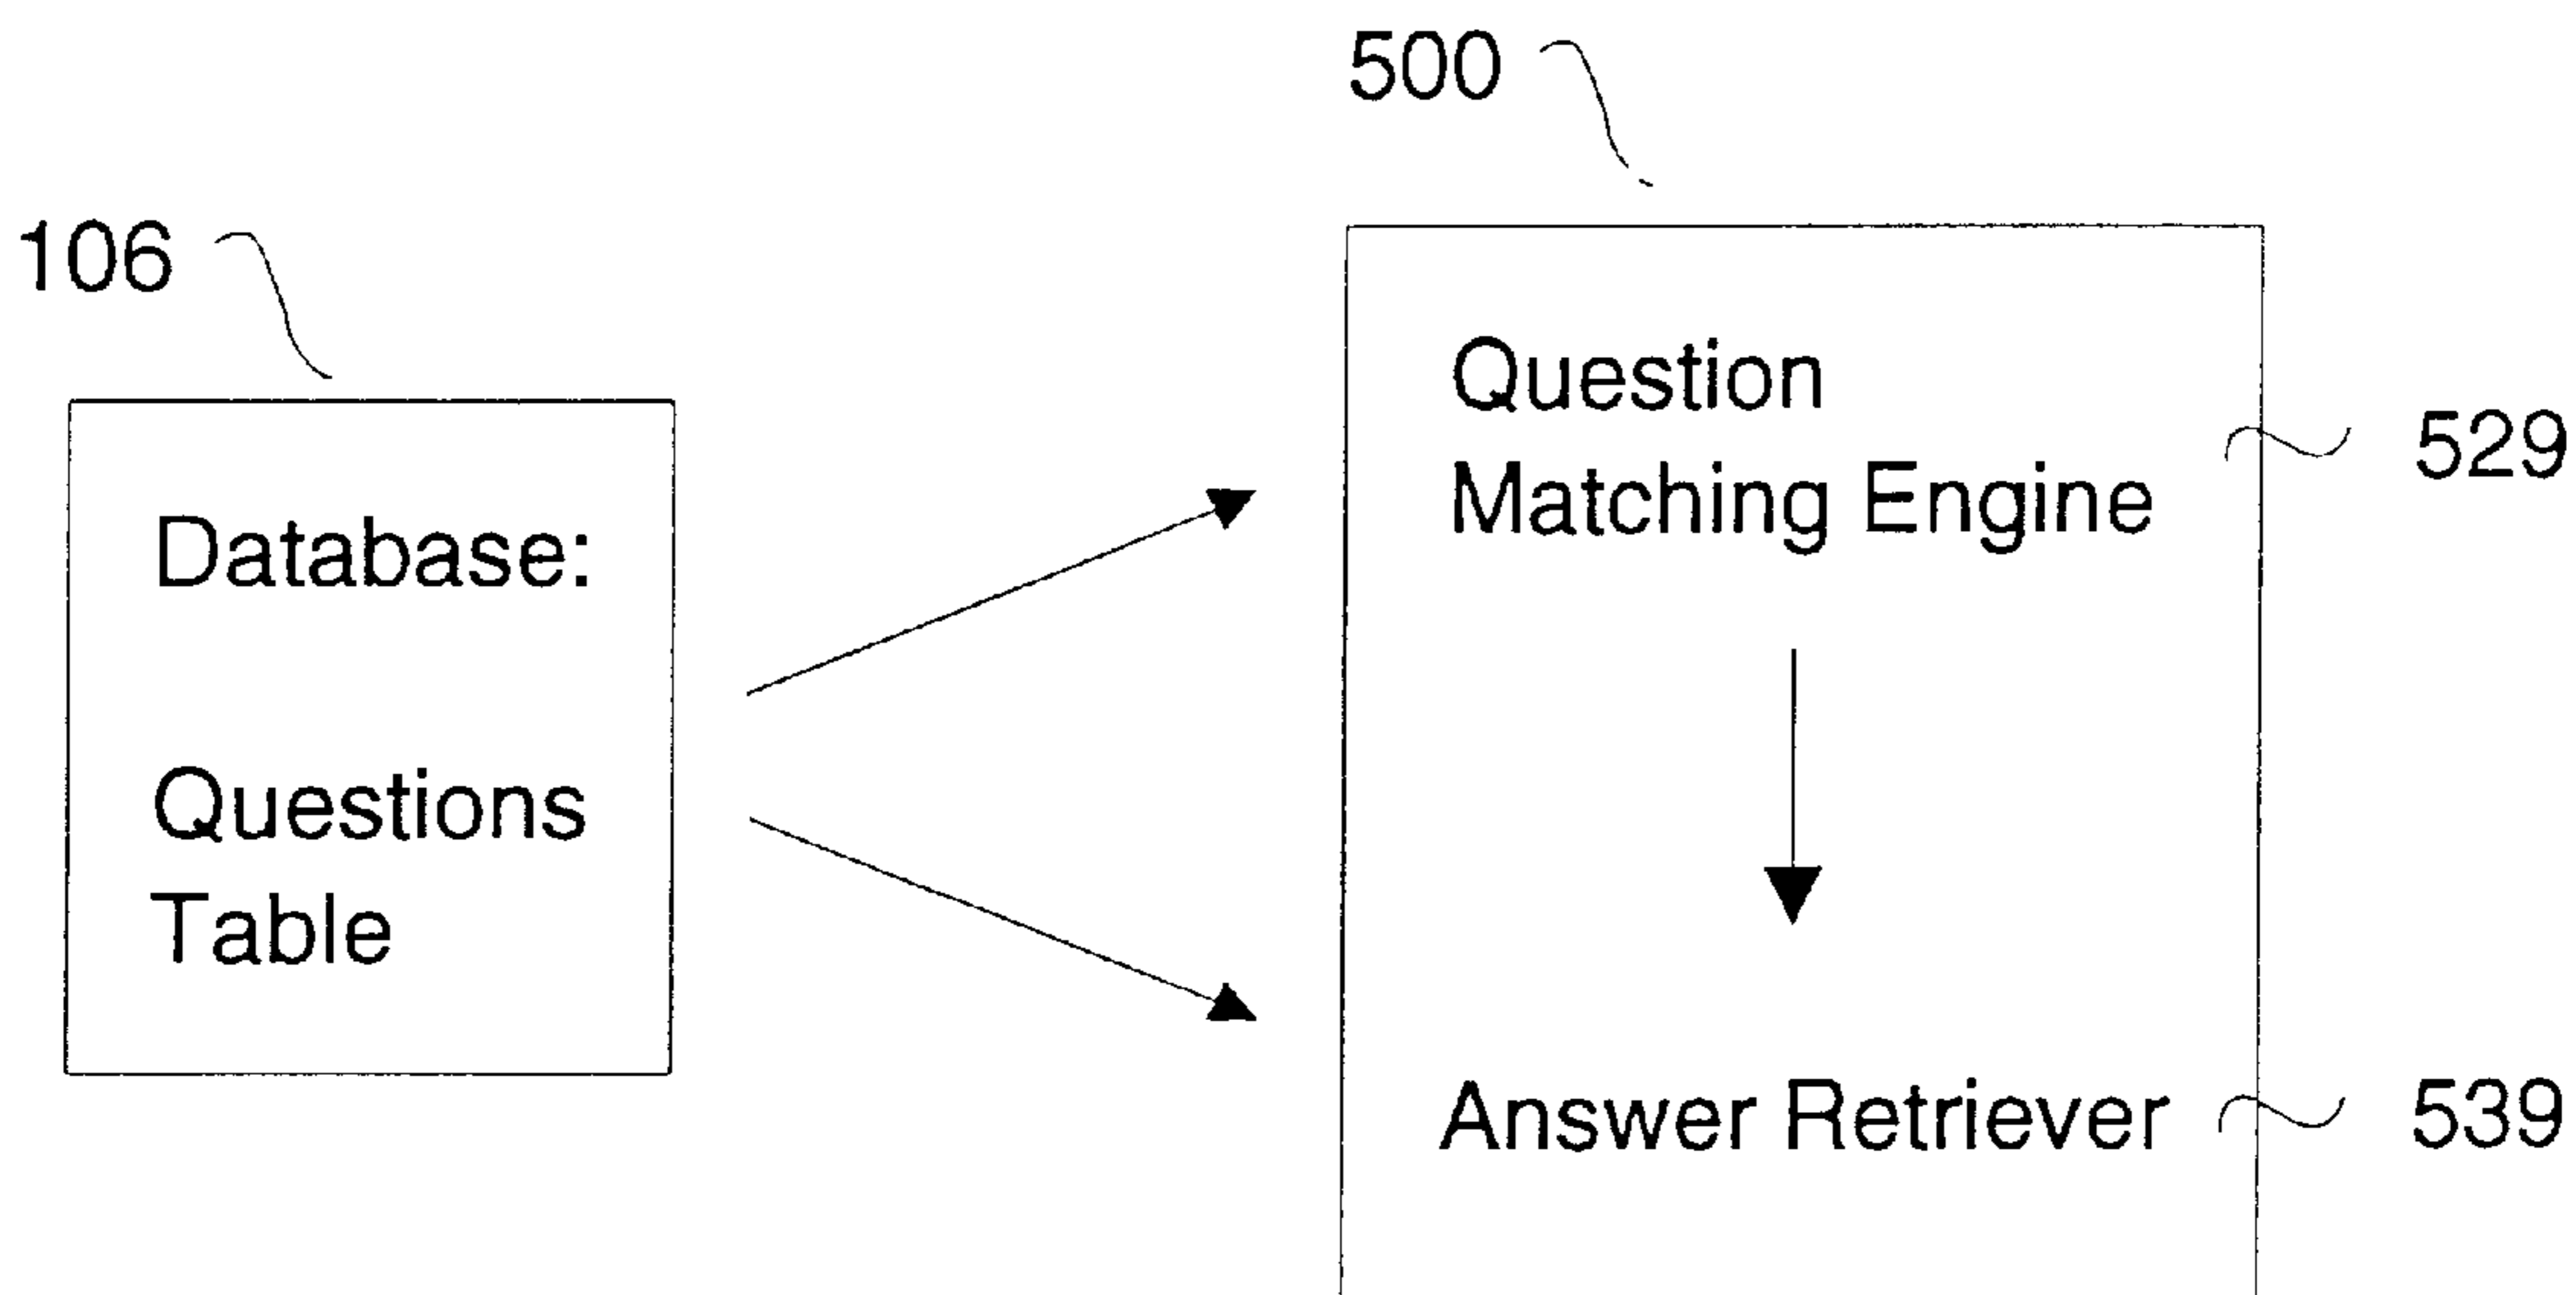 500
106
Question
Matching Engine
529
Database:
Questions
Table
Answer Retriever
539